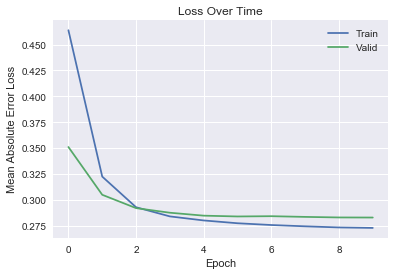 Loss Over Time
Train
Valid
0.450
0.425
0.400
0.375
0.350
0.325
0.300
0.275
Mean Absolute Error Loss
0 2 4 6 8
Epoch